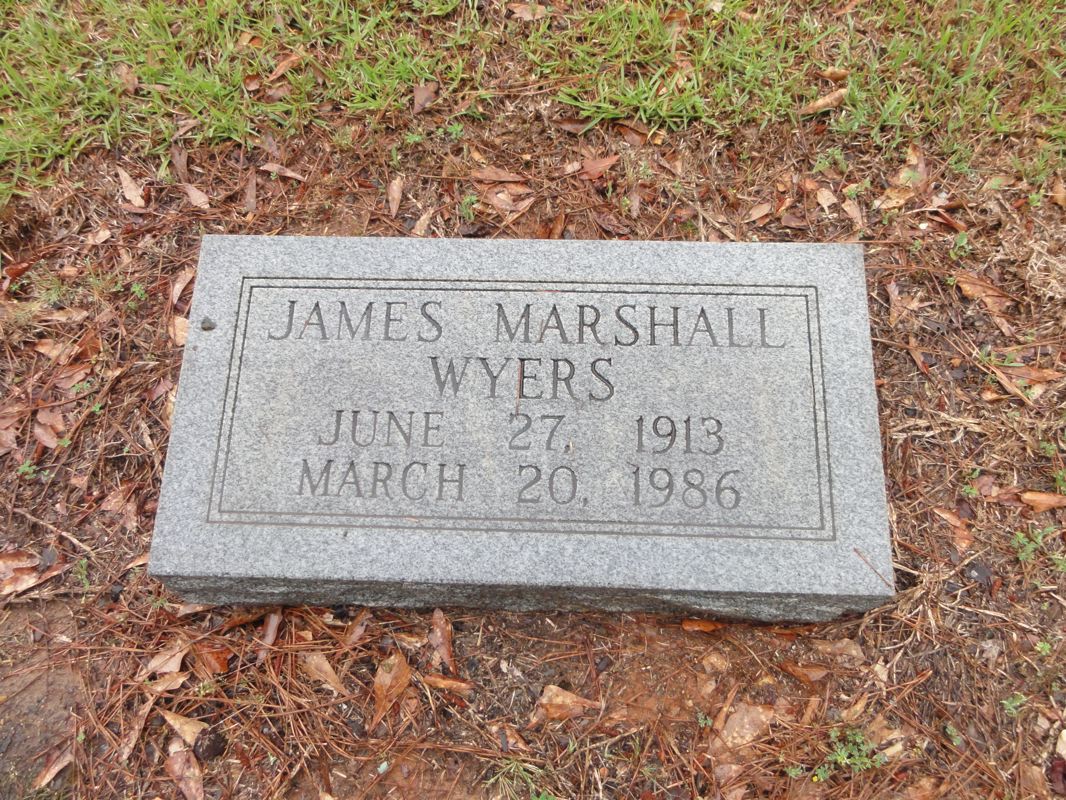 JAMES MARSHALL
WYERS
JUNE 27, 1913
MARCH 20, 1986